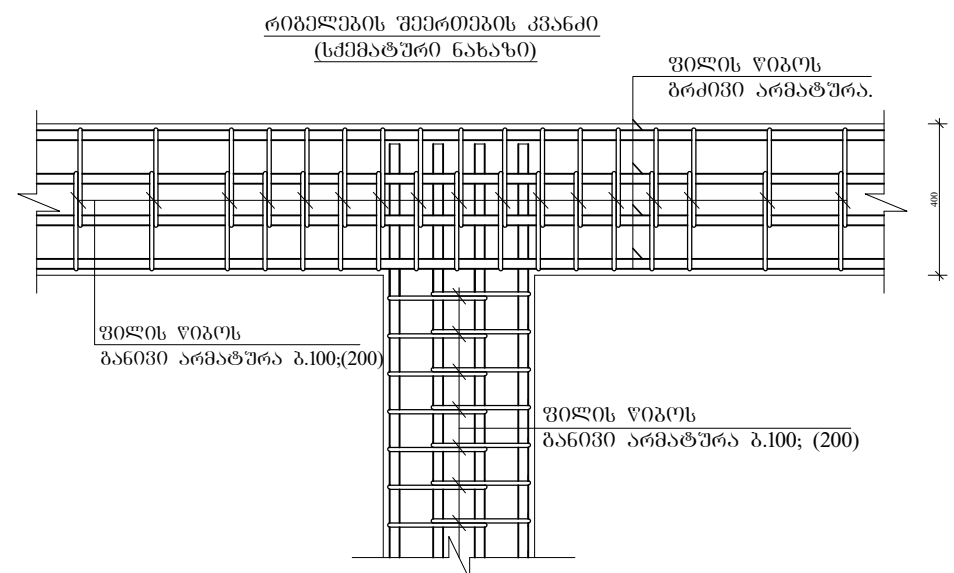 რიგელების შეერთების კვანძი
(სქემატური ნახაზი)
ფილის წიბოს
გრძივი არმატურა.
400
ფილის წიბოს
განივი არმატურა ბ.100;(200)
ფილის წიბოს
განივი არმატურა ბ.100; (200)